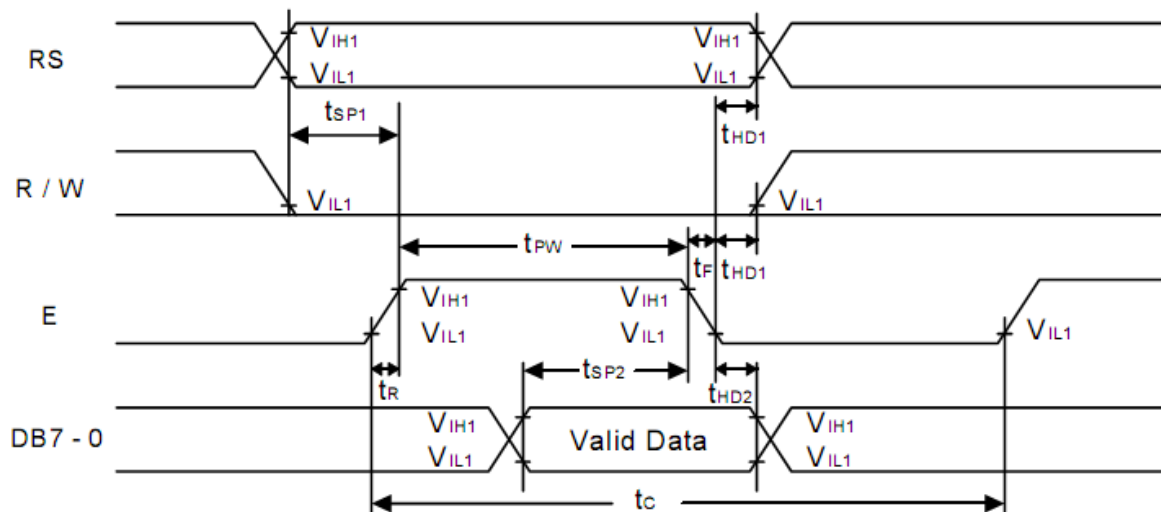 RS
VIH1 VIH1
VIL1 VIL1
tSP1
tHD1
R / W
VIL1 VIL1
tPW
tF tHD1
E
VIH1 VIH1
VIL1 VIL1 VIL1
tSP2
tR tHD2
DB7 - 0
VIH1 Valid Data VIH1
VIL1 VIL1
tC